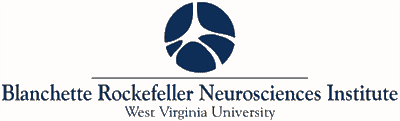 Blanchette Rockefeller Neurosciences Institute
West Virginia University